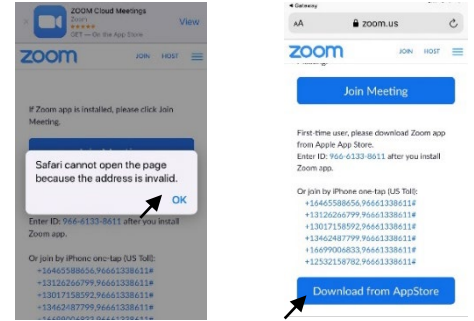 ZOOM Cloud Meetings
Zoom
GET — On the App Store
View
zoom
JOIN HOST
If Zoom app is installed, please click Join
Meeting.
Safari cannot open the page
because the address is invalid.
OK
Enter ID: 966-6133-8611 after you install
Zoom app.
Or join by iPhone one-tap (US Toll):
+16465588656,96661338611#
+13126266799,96661338611#
+13017158592,96661338611#
+13462487799,96661338611#
+16699006833,96661338611#
Gateway
AA
zoom.us
zoom
JOIN HOST
Join Meeting
First-time user, please download Zoom app
from Apple App Store.
Enter ID: 966-6133-8611 after you install
Zoom app.
Or join by iPhone one-tap (US Toll):
+16465588656,96661338611#
+13126266799,96661338611#
+13017158592,96661338611#
+13462487799,96661338611#
+16699006833,96661338611#
+12532158782,96661338611#
Download from AppStore